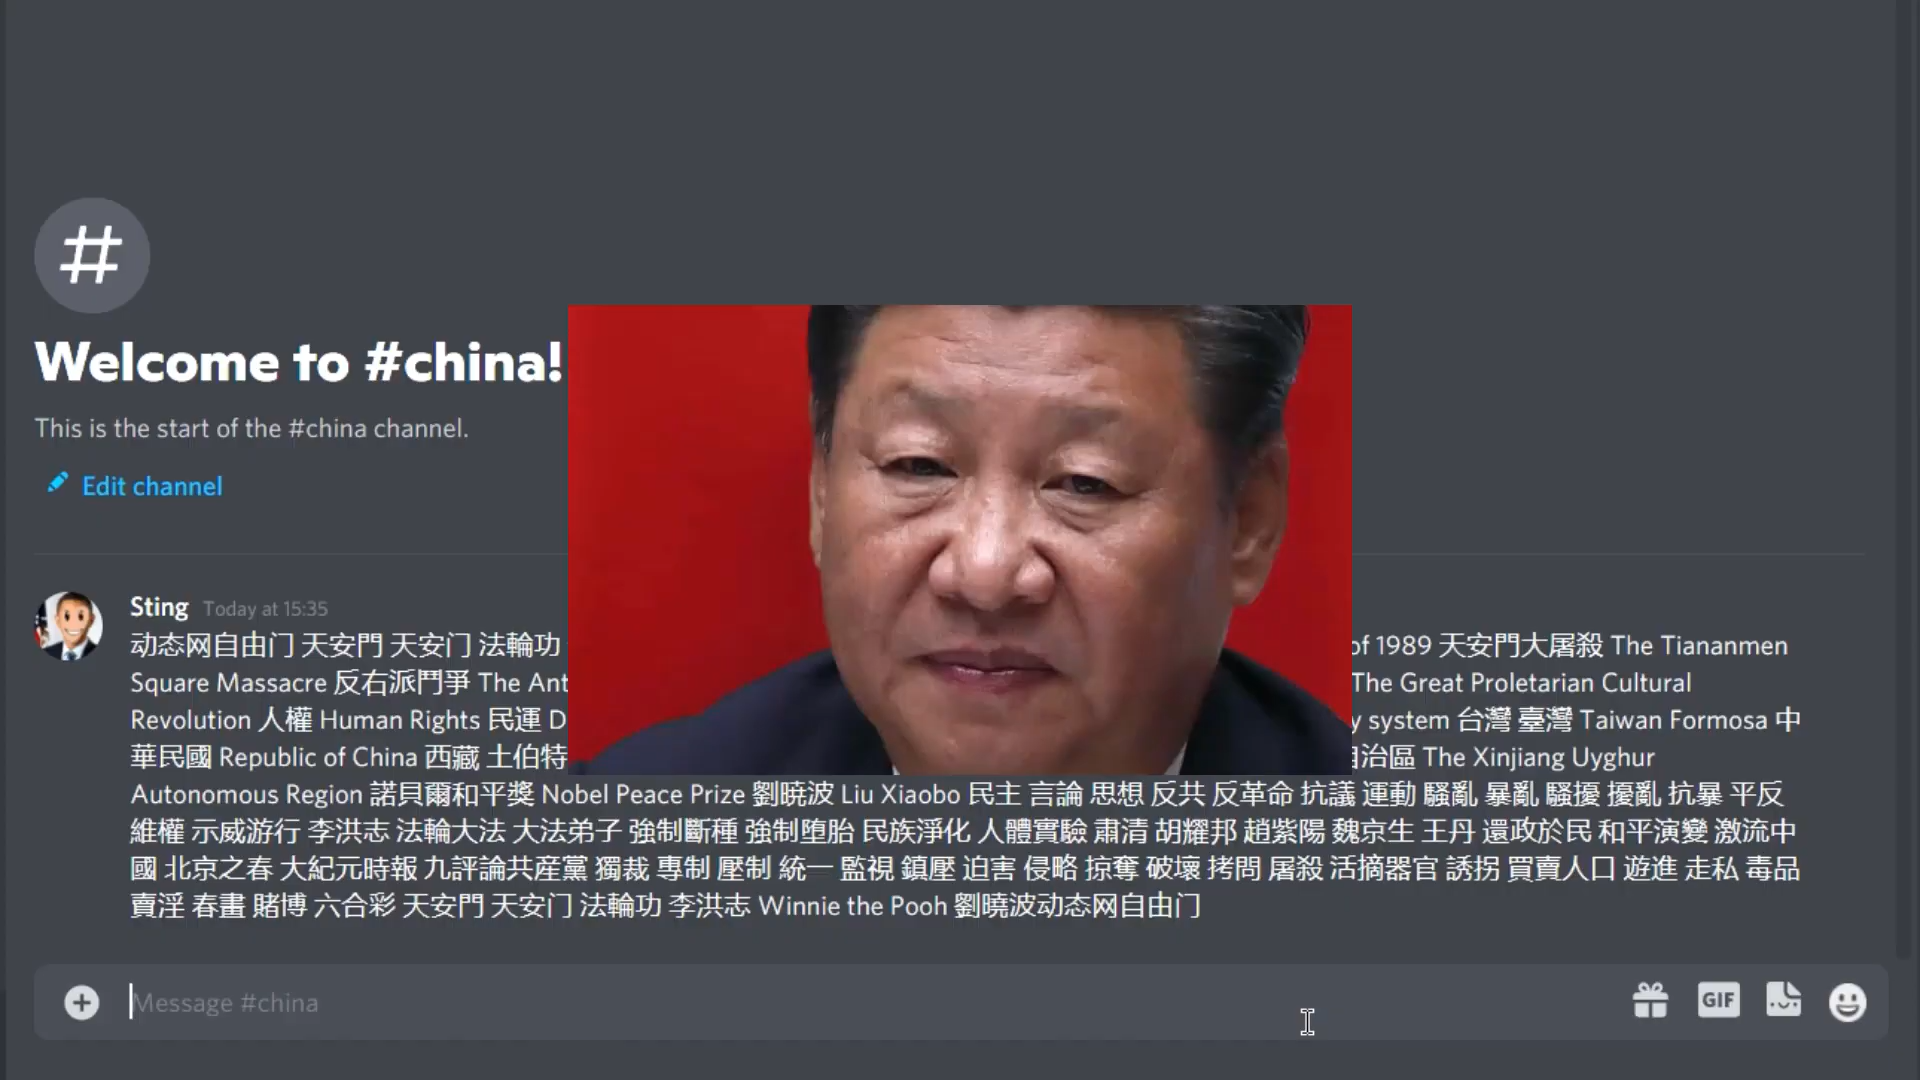 Welcome to #china!
This is the start of the #china channel.
Edit channel
Sting Today at 15:35
动态网自由门 天安門 天安门 法輪功 of 1989 天安門大屠殺 The Tiananmen
Square Massacre 反右派鬥爭 The Ant The Great Proletarian Cultural
Revolution 人權 Human Rights 民運 D y system 台灣 臺灣 Taiwan Formosa 中
華民國 Republic of China 西藏 土伯特 自治區 The Xinjiang Uyghur
Autonomous Region 諾貝爾和平獎 Nobel Peace Prize 劉暁波 Liu Xiaobo 民主 言論 思想 反共 反革命 抗議 運動 騷亂 暴亂 騷擾 擾亂 抗暴 平反
維權 示威游行 李洪志 法輪大法 大法弟子 強制斷種 強制堕胎 民族淨化 人體實驗 肅清 胡耀邦 趙紫陽 魏京生 王丹 還政於民 和平演變 激流中
國 北京之春 大紀元時報 九評論共産黨 獨裁 專制 壓制 統一 監視 鎮壓 迫害 侵略 掠奪 破壞 拷問 屠殺 活摘器官 誘拐 買賣人口 遊進 走私 毒品
賣淫 春畫 賭博 六合彩 天安門 天安门 法輪功 李洪志 Winnie the Pooh 劉曉波动态网自由门
Message #china
GIF